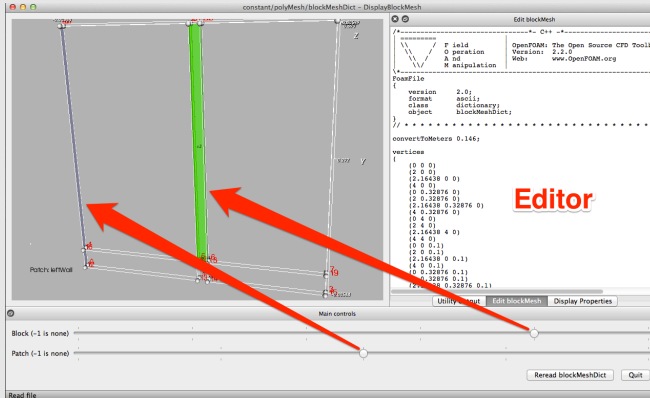 constant/polyMesh/blockMeshDict – DisplayBlockMesh
Z
Y
Patch: leftWall
Edit blockMesh
/*--------------------------------*- C++ -*-
| =========                 |
| \\      /  F ield         | OpenFOAM: The Open Source CFD Tool
|  \\    /   O peration     | Version:  2.2.0
|   \\  /    A nd           | Web:      www.OpenFOAM.org
|    \\/     M anipulation  |
FoamFile
{
version     2.0;
format      ascii;
class       dictionary;
object      blockMeshDict;
}
convertToMeters 0.146;
vertices
(
(0 0 0)
(2 0 0)
(2.16438 0 0)
(4 0 0)
(0 0.32876 0)
(2 0.32876 0)
(2.16438 0.32876 0)
(4 0.32876 0)
(0 4 0)
(2 4 0)
(2.16438 4 0)
(4 4 0)
(0 0 0.1)
(2 0 0.1)
(2.16438 0 0.1)
(4 0 0.1)
(0 0.32876 0.1)
(2 0.32876 0.1)
(2.16438 0.32876 0.1)
Editor
Utility output
Edit blockMesh
Display Properties
Main controls
Block (-1 is none)
Patch (-1 is none)
Reread blockMeshDict
Quit
Read file